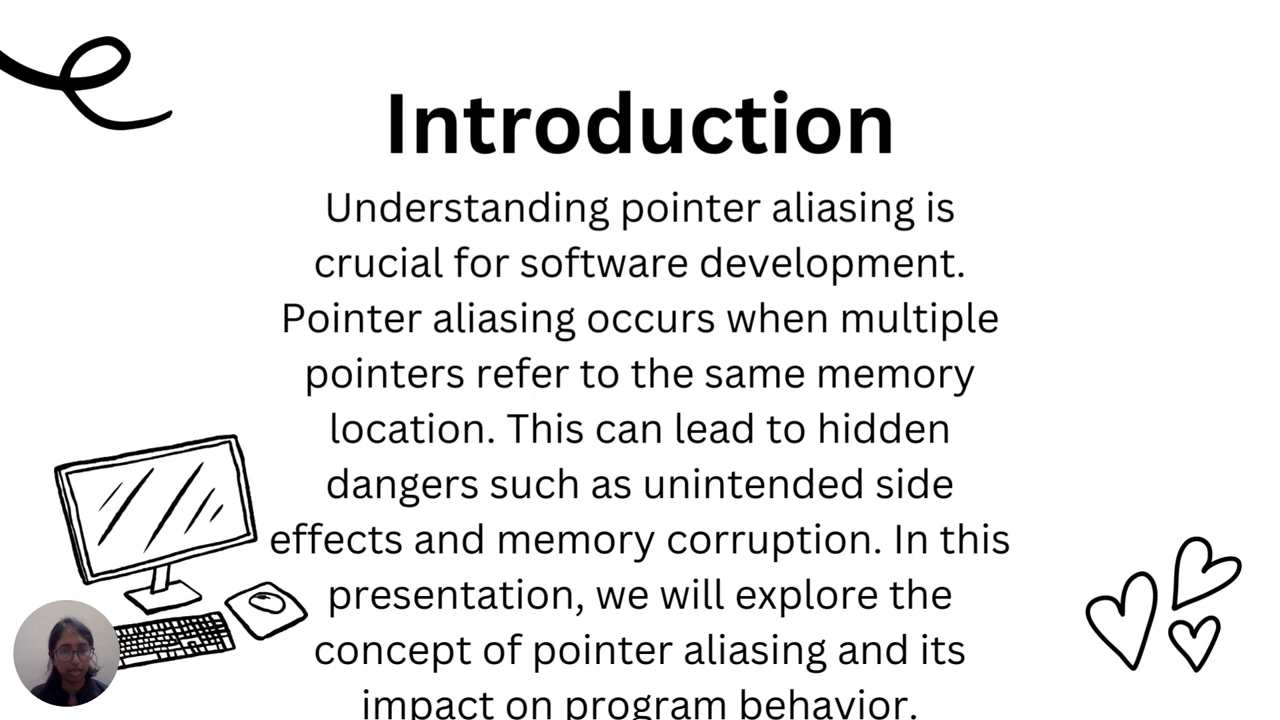 Introduction
Understanding pointer aliasing is
crucial for software development.
Pointer aliasing occurs when multiple
pointers refer to the same memory
location. This can lead to hidden
dangers such as unintended side
effects and memory corruption. In this
presentation, we will explore the
concept of pointer aliasing and its
impact on program behavior.